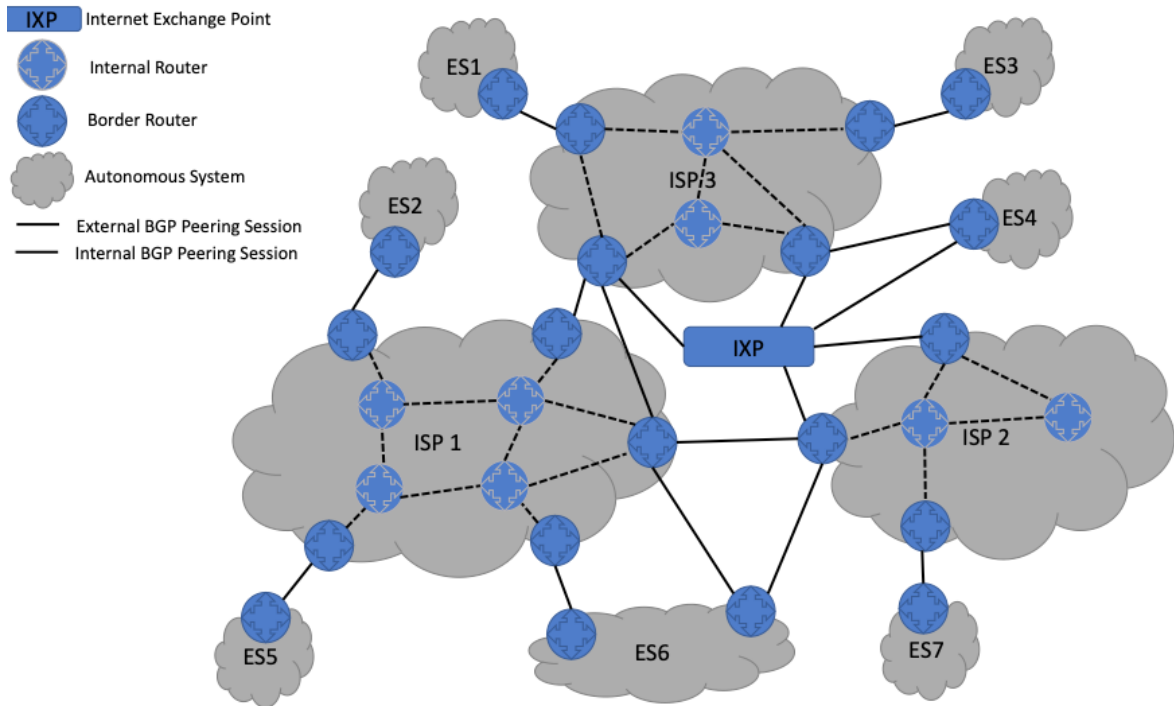 IXP Internet Exchange Point
Internal Router
Border Router
Autonomous System
External BGP Peering Session
Internal BGP Peering Session
ES1
ES3
ISP 3
ES2
ES4
IXP
ISP 1
ISP 2
ES5
ES6
ES7